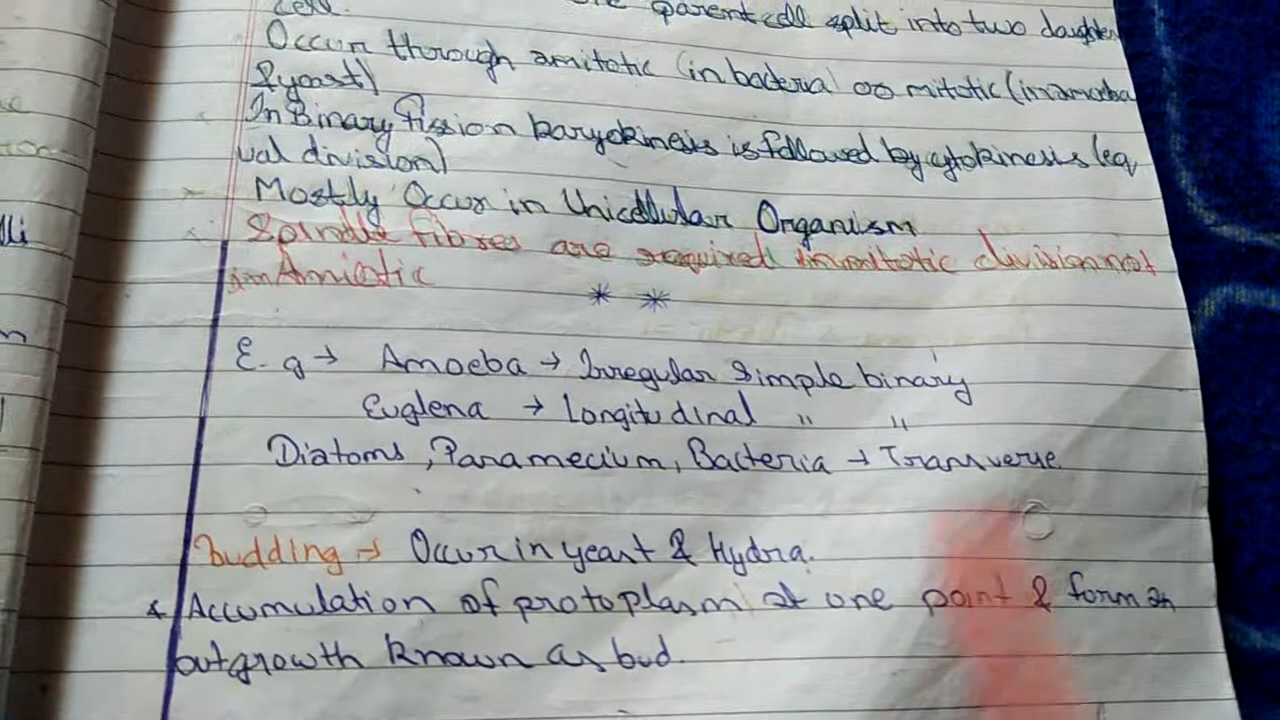 cell. parent cell split into two daughter
Occur through amitotic (in bacteria) or mitotic (in amoeba
& yeast)
In Binary fission karyokinesis is followed by cytokinesis (eq
ual division)
Mostly Occur in Unicellular Organism
Spindle fibres are required in mitotic division not
in Amiotic
* *
E.g → Amoeba → Irregular simple binary
Euglena → Longitudinal " "
Diatoms, Paramecium, Bacteria → Transverse
Budding → Occur in yeast & Hydra.
* Accumulation of protoplasm at one point & form an
outgrowth known as bud.